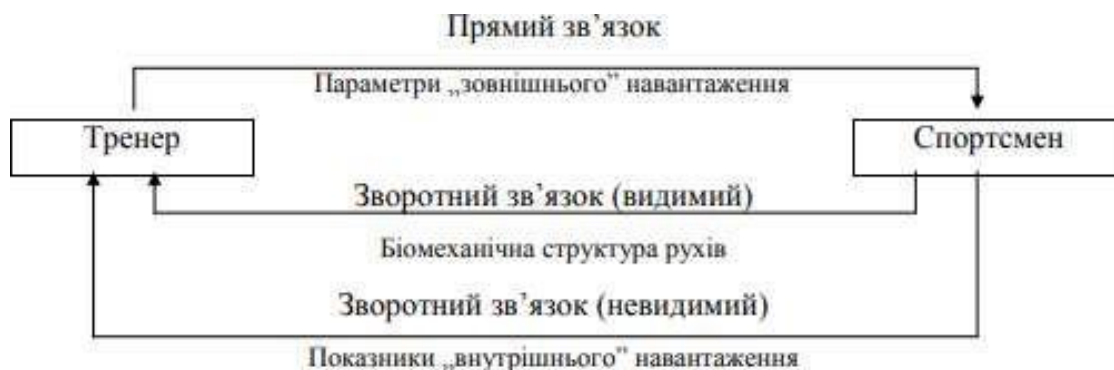 Прямий зв’язок
Параметри „зовнішнього” навантаження
Тренер
Спортсмен
Зворотний зв’язок (видимий)
Біомеханічна структура рухів
Зворотний зв’язок (невидимий)
Показники „внутрішнього” навантаження